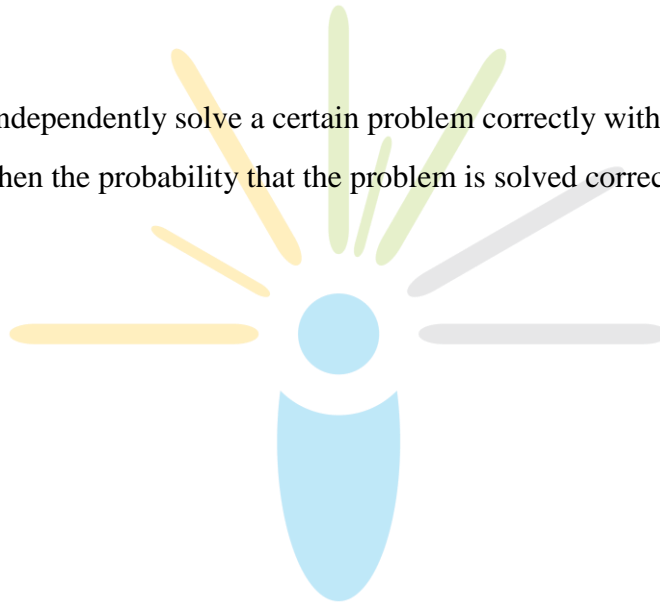 ndependently solve a certain problem correctly with
hen the probability that the problem is solved correc